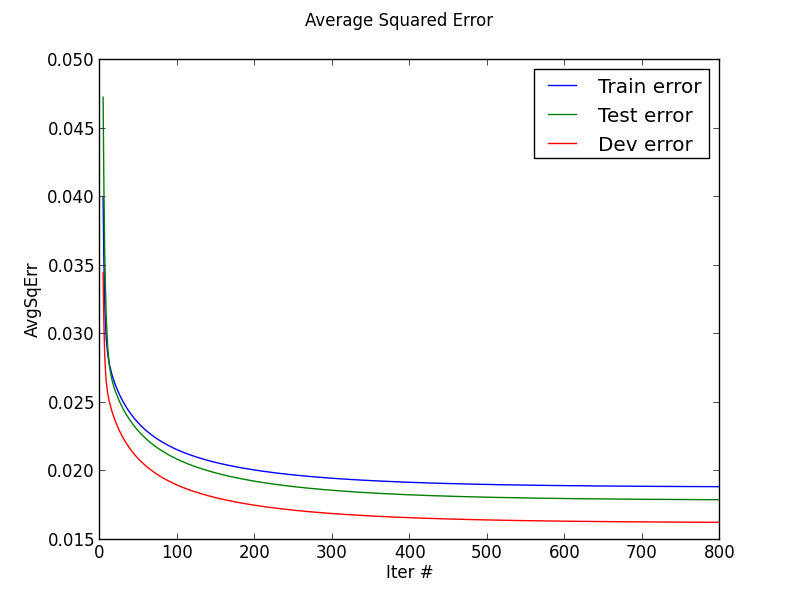 Average Squared Error
0.050
0.045
0.040
0.035
0.030
0.025
0.020
0.015
AvgSqErr
Train error
Test error
Dev error
0 100 200 300 400 500 600 700 800
Iter #